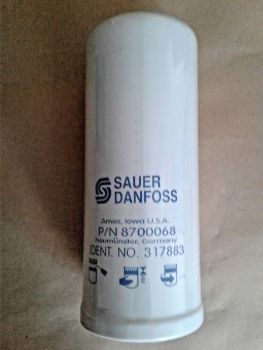 SAUER
DANFOSS
Ames, Iowa U.S.A.
P/N 8700068
Neumünster, Germany
IDENT. NO. 317883